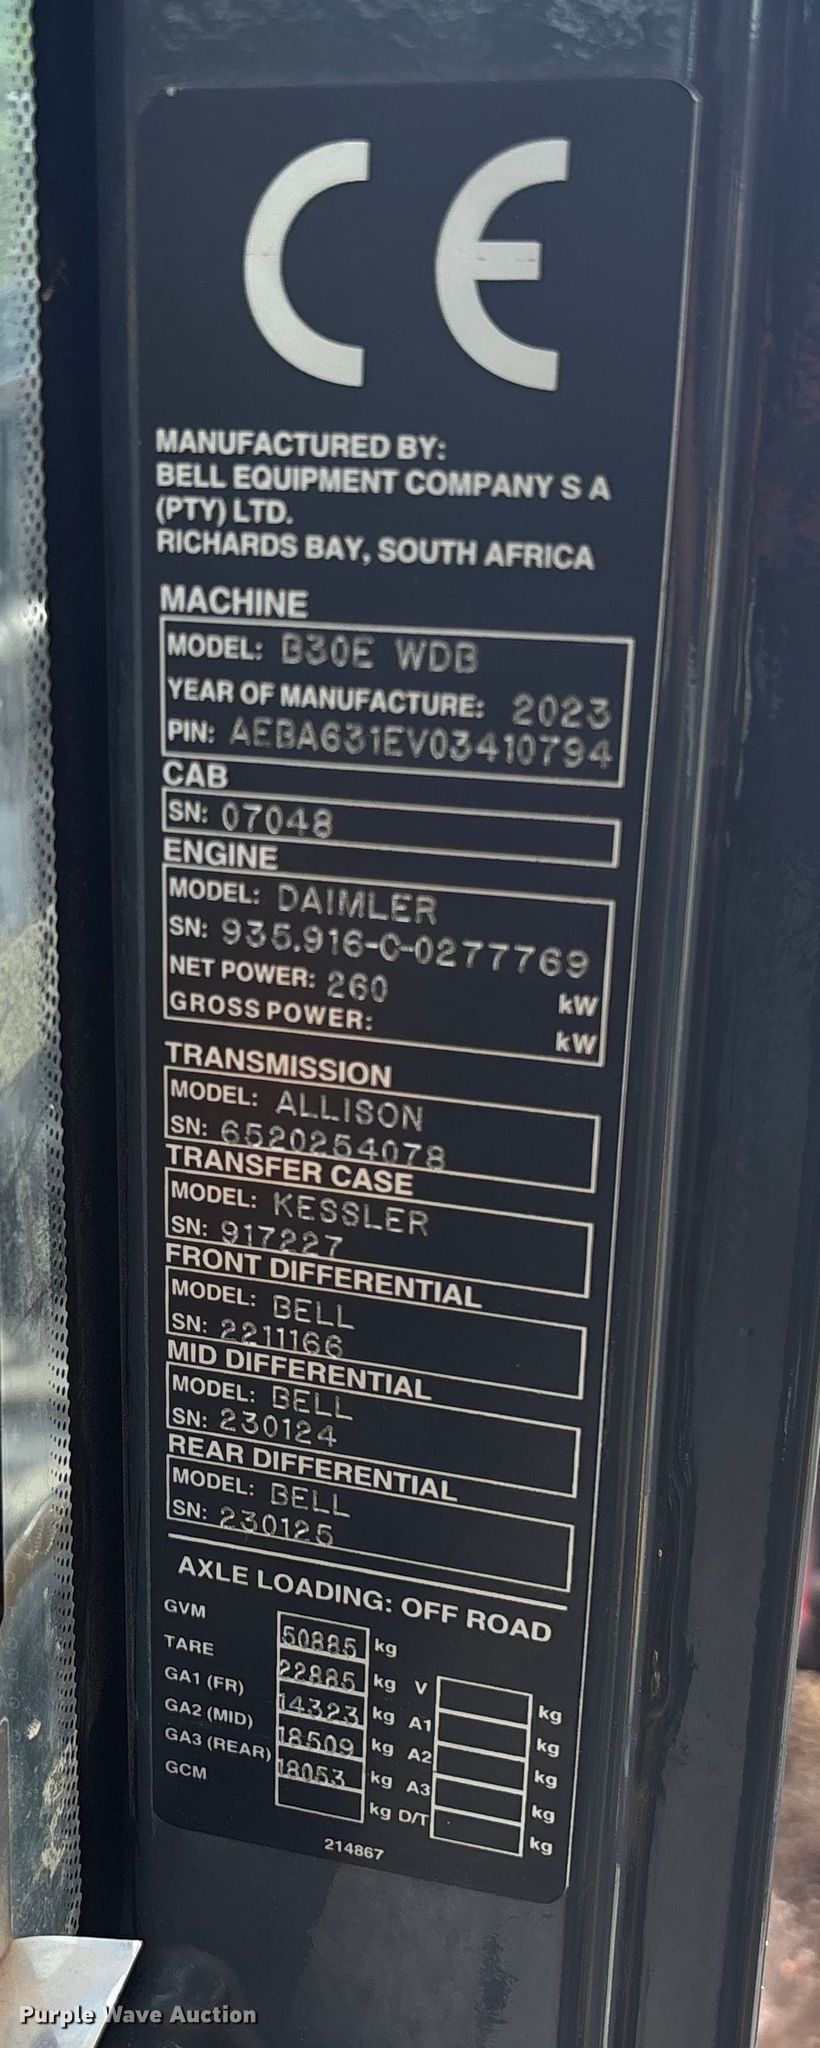 CE
MANUFACTURED BY:
BELL EQUIPMENT COMPANY S A
(PTY) LTD.
RICHARDS BAY, SOUTH AFRICA
MACHINE
MODEL: B30E WDB
YEAR OF MANUFACTURE: 2023
PIN: AEBA631EV03410794
CAB
SN: 07048
ENGINE
MODEL: DAIMLER
SN: 935.916-C-0277769
NET POWER: 260 kW
GROSS POWER: kW
TRANSMISSION
MODEL: ALLISON
SN: 6520254078
TRANSFER CASE
MODEL: KESSLER
SN: 917227
FRONT DIFFERENTIAL
MODEL: BELL
SN: 2211166
MID DIFFERENTIAL
MODEL: BELL
SN: 230124
REAR DIFFERENTIAL
MODEL: BELL
SN: 230125
AXLE LOADING: OFF ROAD
GVM 50885 kg
TARE 22885 kg V kg
GA1 (FR) 14323 kg A1 kg
GA2 (MID) 18509 kg A2 kg
GA3 (REAR) 18053 kg A3 kg
GCM kg D/T kg
214867
Purple Wave Auction